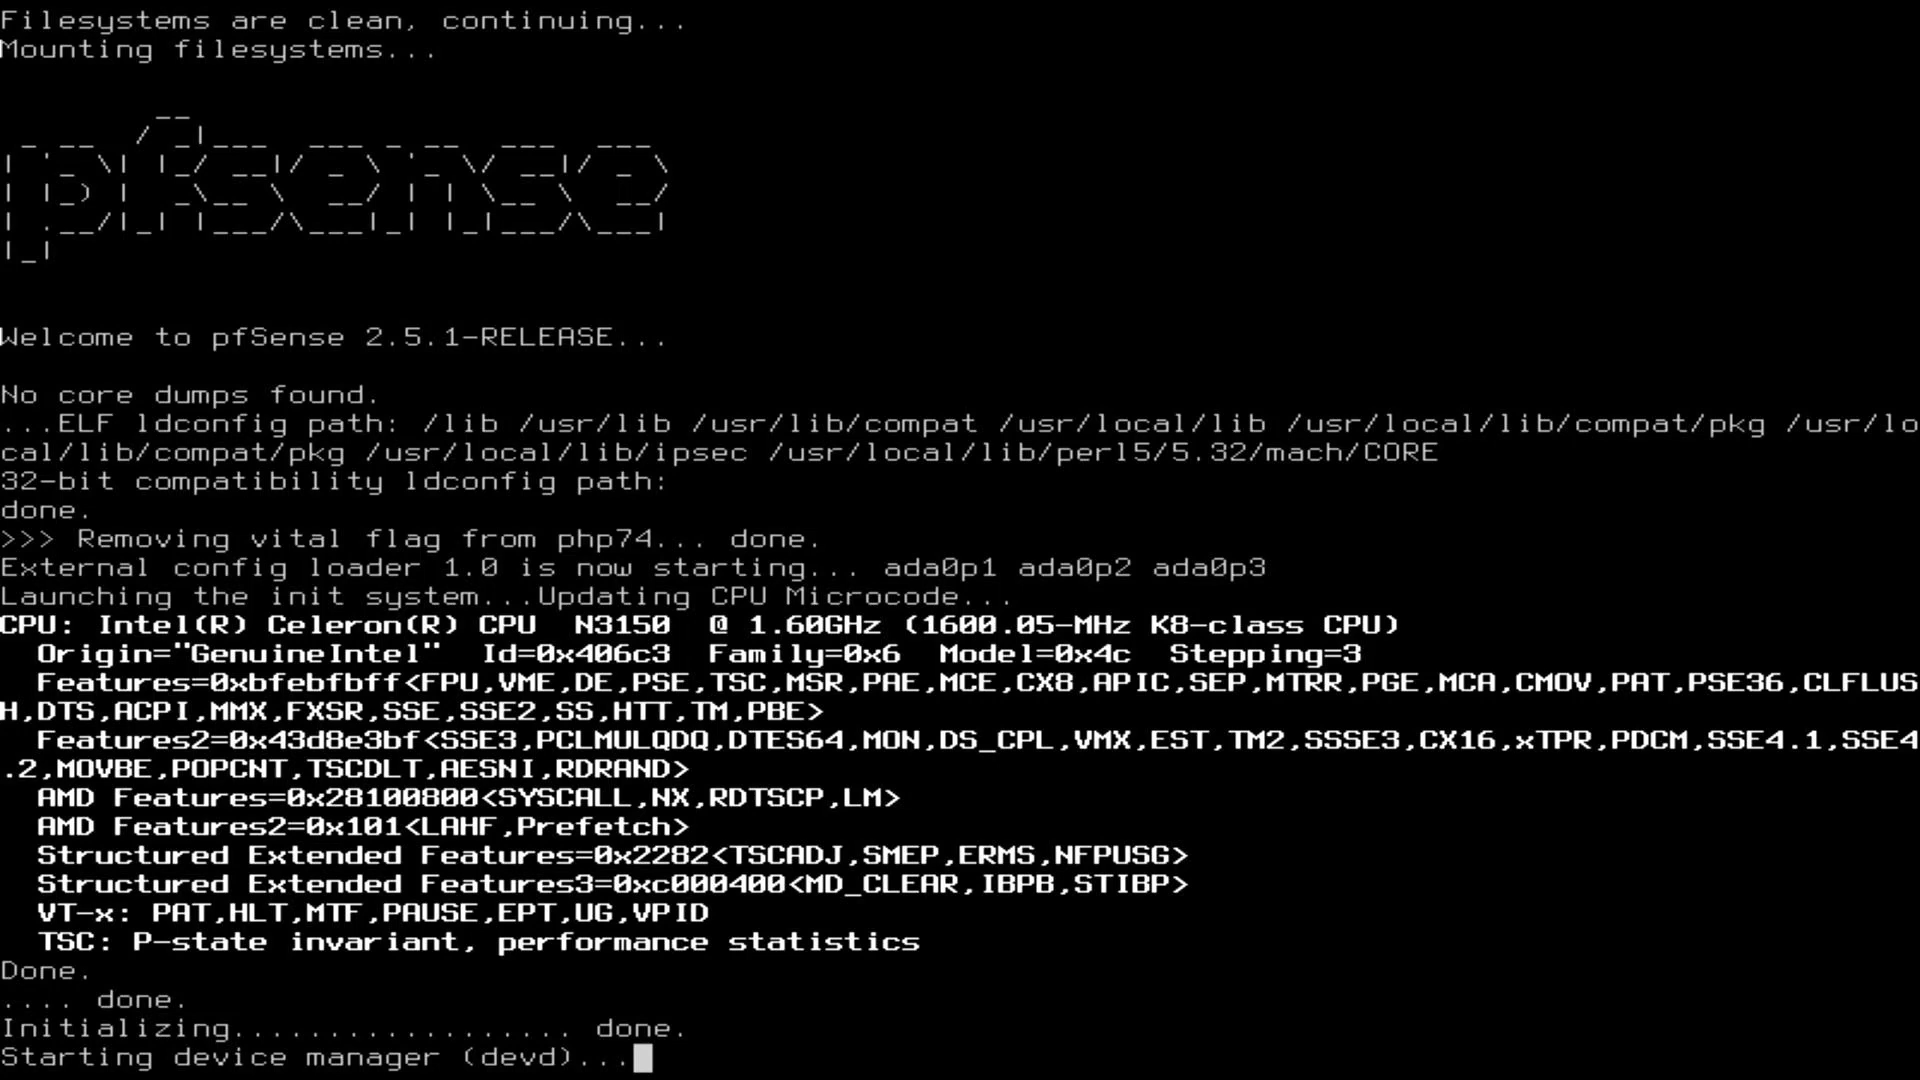 Filesystems are clean, continuing...
Mounting filesystems...
pfsense
Welcome to pfSense 2.5.1-RELEASE...
No core dumps found.
...ELF ldconfig path: /lib /usr/lib /usr/lib/compat /usr/local/lib /usr/local/lib/compat/pkg /usr/lo
cal/lib/compat/pkg /usr/local/lib/ipsec /usr/local/lib/perl5/5.32/mach/CORE
32-bit compatibility ldconfig path:
done.
>>> Removing vital flag from php74... done.
External config loader 1.0 is now starting... ada0p1 ada0p2 ada0p3
Launching the init system...Updating CPU Microcode...
CPU: Intel(R) Celeron(R) CPU  N3150  @ 1.60GHz (1600.05-MHz K8-class CPU)
  Origin="GenuineIntel"  Id=0x406c3  Family=0x6  Model=0x4c  Stepping=3
  Features=0xbfebfbff<FPU,VME,DE,PSE,TSC,MSR,PAE,MCE,CX8,APIC,SEP,MTRR,PGE,MCA,CMOV,PAT,PSE36,CLFLUS
H,DTS,ACPI,MMX,FXSR,SSE,SSE2,SS,HTT,TM,PBE>
  Features2=0x43d8e3bf<SSE3,PCLMULQDQ,DTES64,MON,DS_CPL,VMX,EST,TM2,SSSE3,CX16,xTPR,PDCM,SSE4.1,SSE4
.2,MOVBE,POPCNT,TSCDLT,AESNI,RDRAND>
  AMD Features=0x28100800<SYSCALL,NX,RDTSCP,LM>
  AMD Features2=0x101<LAHF,Prefetch>
  Structured Extended Features=0x2282<TSCADJ,SMEP,ERMS,NFPUSG>
  Structured Extended Features3=0xc000400<MD_CLEAR,IBPB,STIBP>
  VT-x: PAT,HLT,MTF,PAUSE,EPT,UG,VPID
  TSC: P-state invariant, performance statistics
Done.
.... done.
Initializing.................. done.
Starting device manager (devd)...